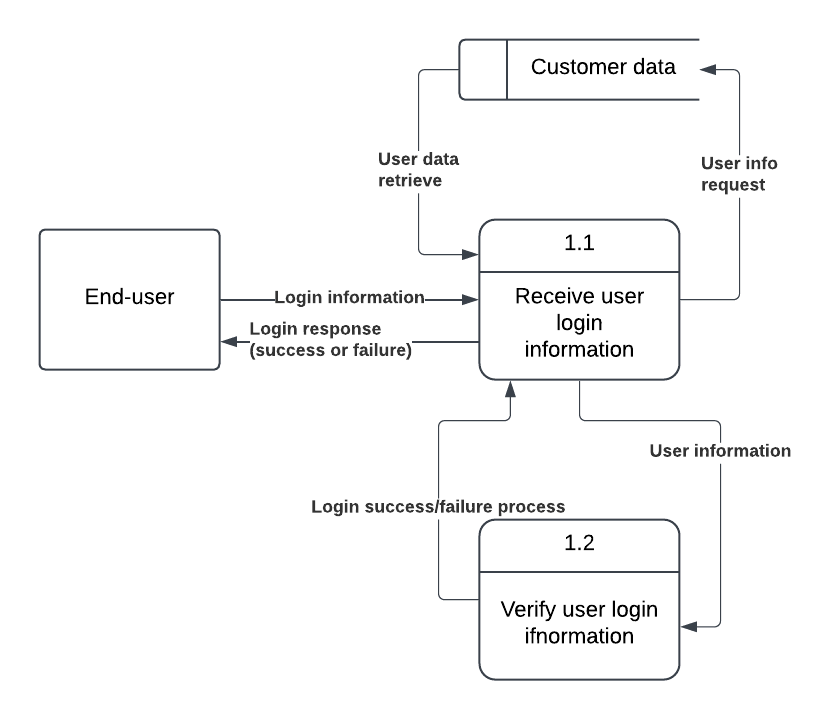 Customer data
User data
retrieve
User info
request
1.1
End-user
Login information
Receive user
login
information
Login response
(success or failure)
User information
Login success/failure process
1.2
Verify user login
ifnormation